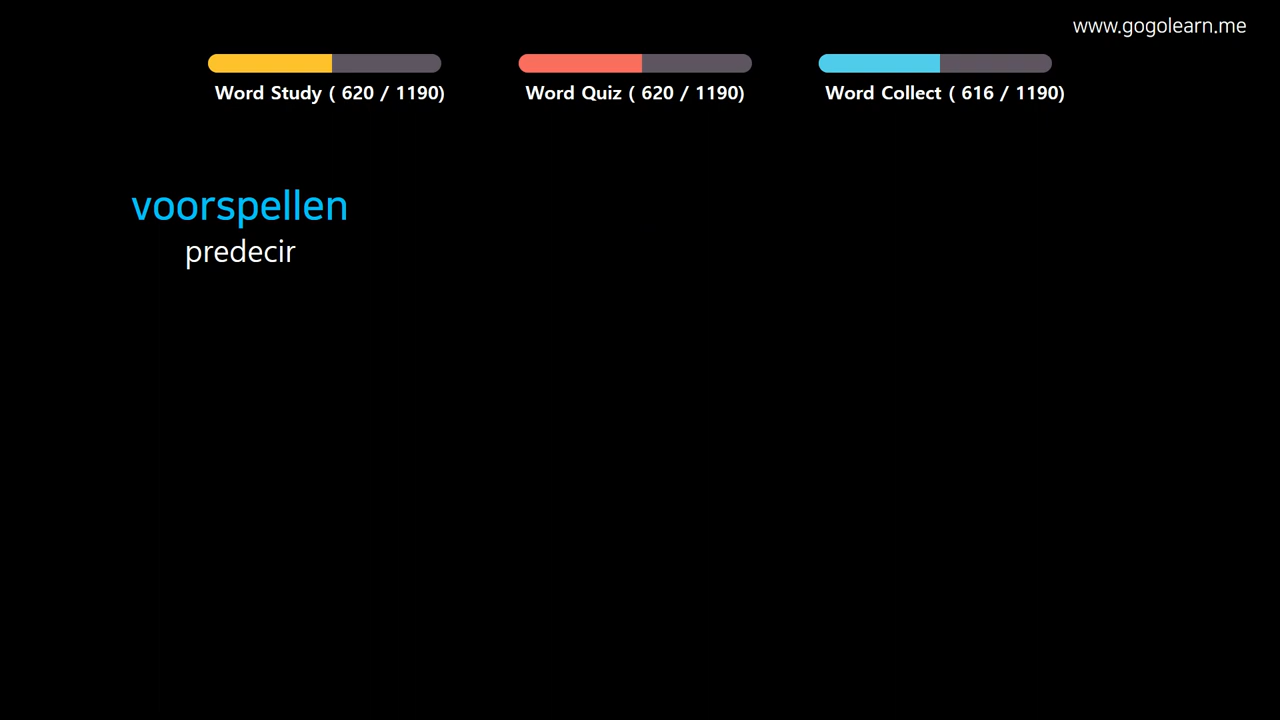 www.gogolearn.me
Word Study ( 620 / 1190)
Word Quiz ( 620 / 1190)
Word Collect ( 616 / 1190)
voorspellen
predecir